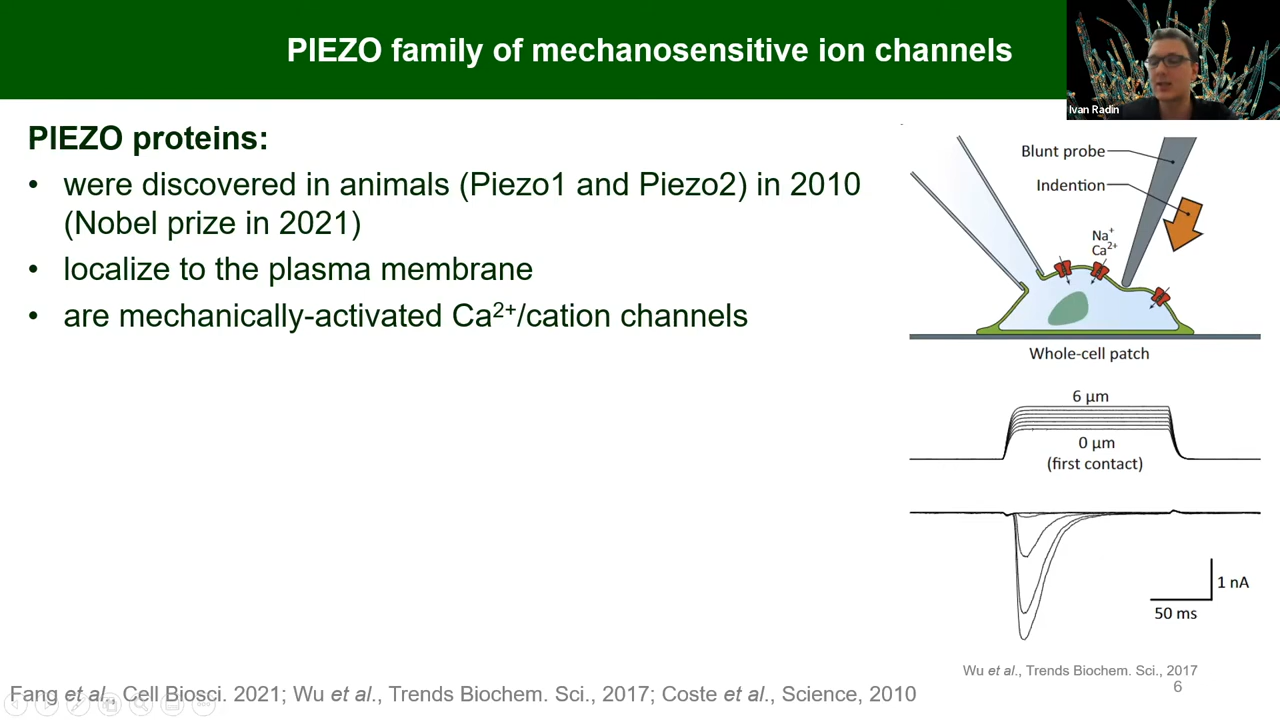 PIEZO family of mechanosensitive ion channels
Ivan Radin
PIEZO proteins:
• were discovered in animals (Piezo1 and Piezo2) in 2010
(Nobel prize in 2021)
• localize to the plasma membrane
• are mechanically-activated Ca²⁺/cation channels
Blunt probe
Indention
Na⁺
Ca²⁺
Whole-cell patch
6 μm
0 μm
(first contact)
1 nA
50 ms
Wu et al., Trends Biochem. Sci., 2017
6
Fang et al., Cell Biosci. 2021; Wu et al., Trends Biochem. Sci., 2017; Coste et al., Science, 2010